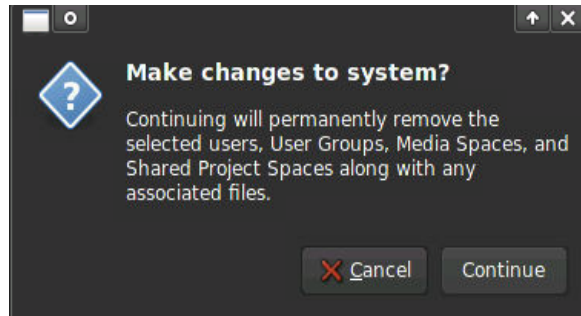 Make changes to system?
?
Continuing will permanently remove the
selected users, User Groups, Media Spaces, and
Shared Project Spaces along with any
associated files.
Cancel
Continue